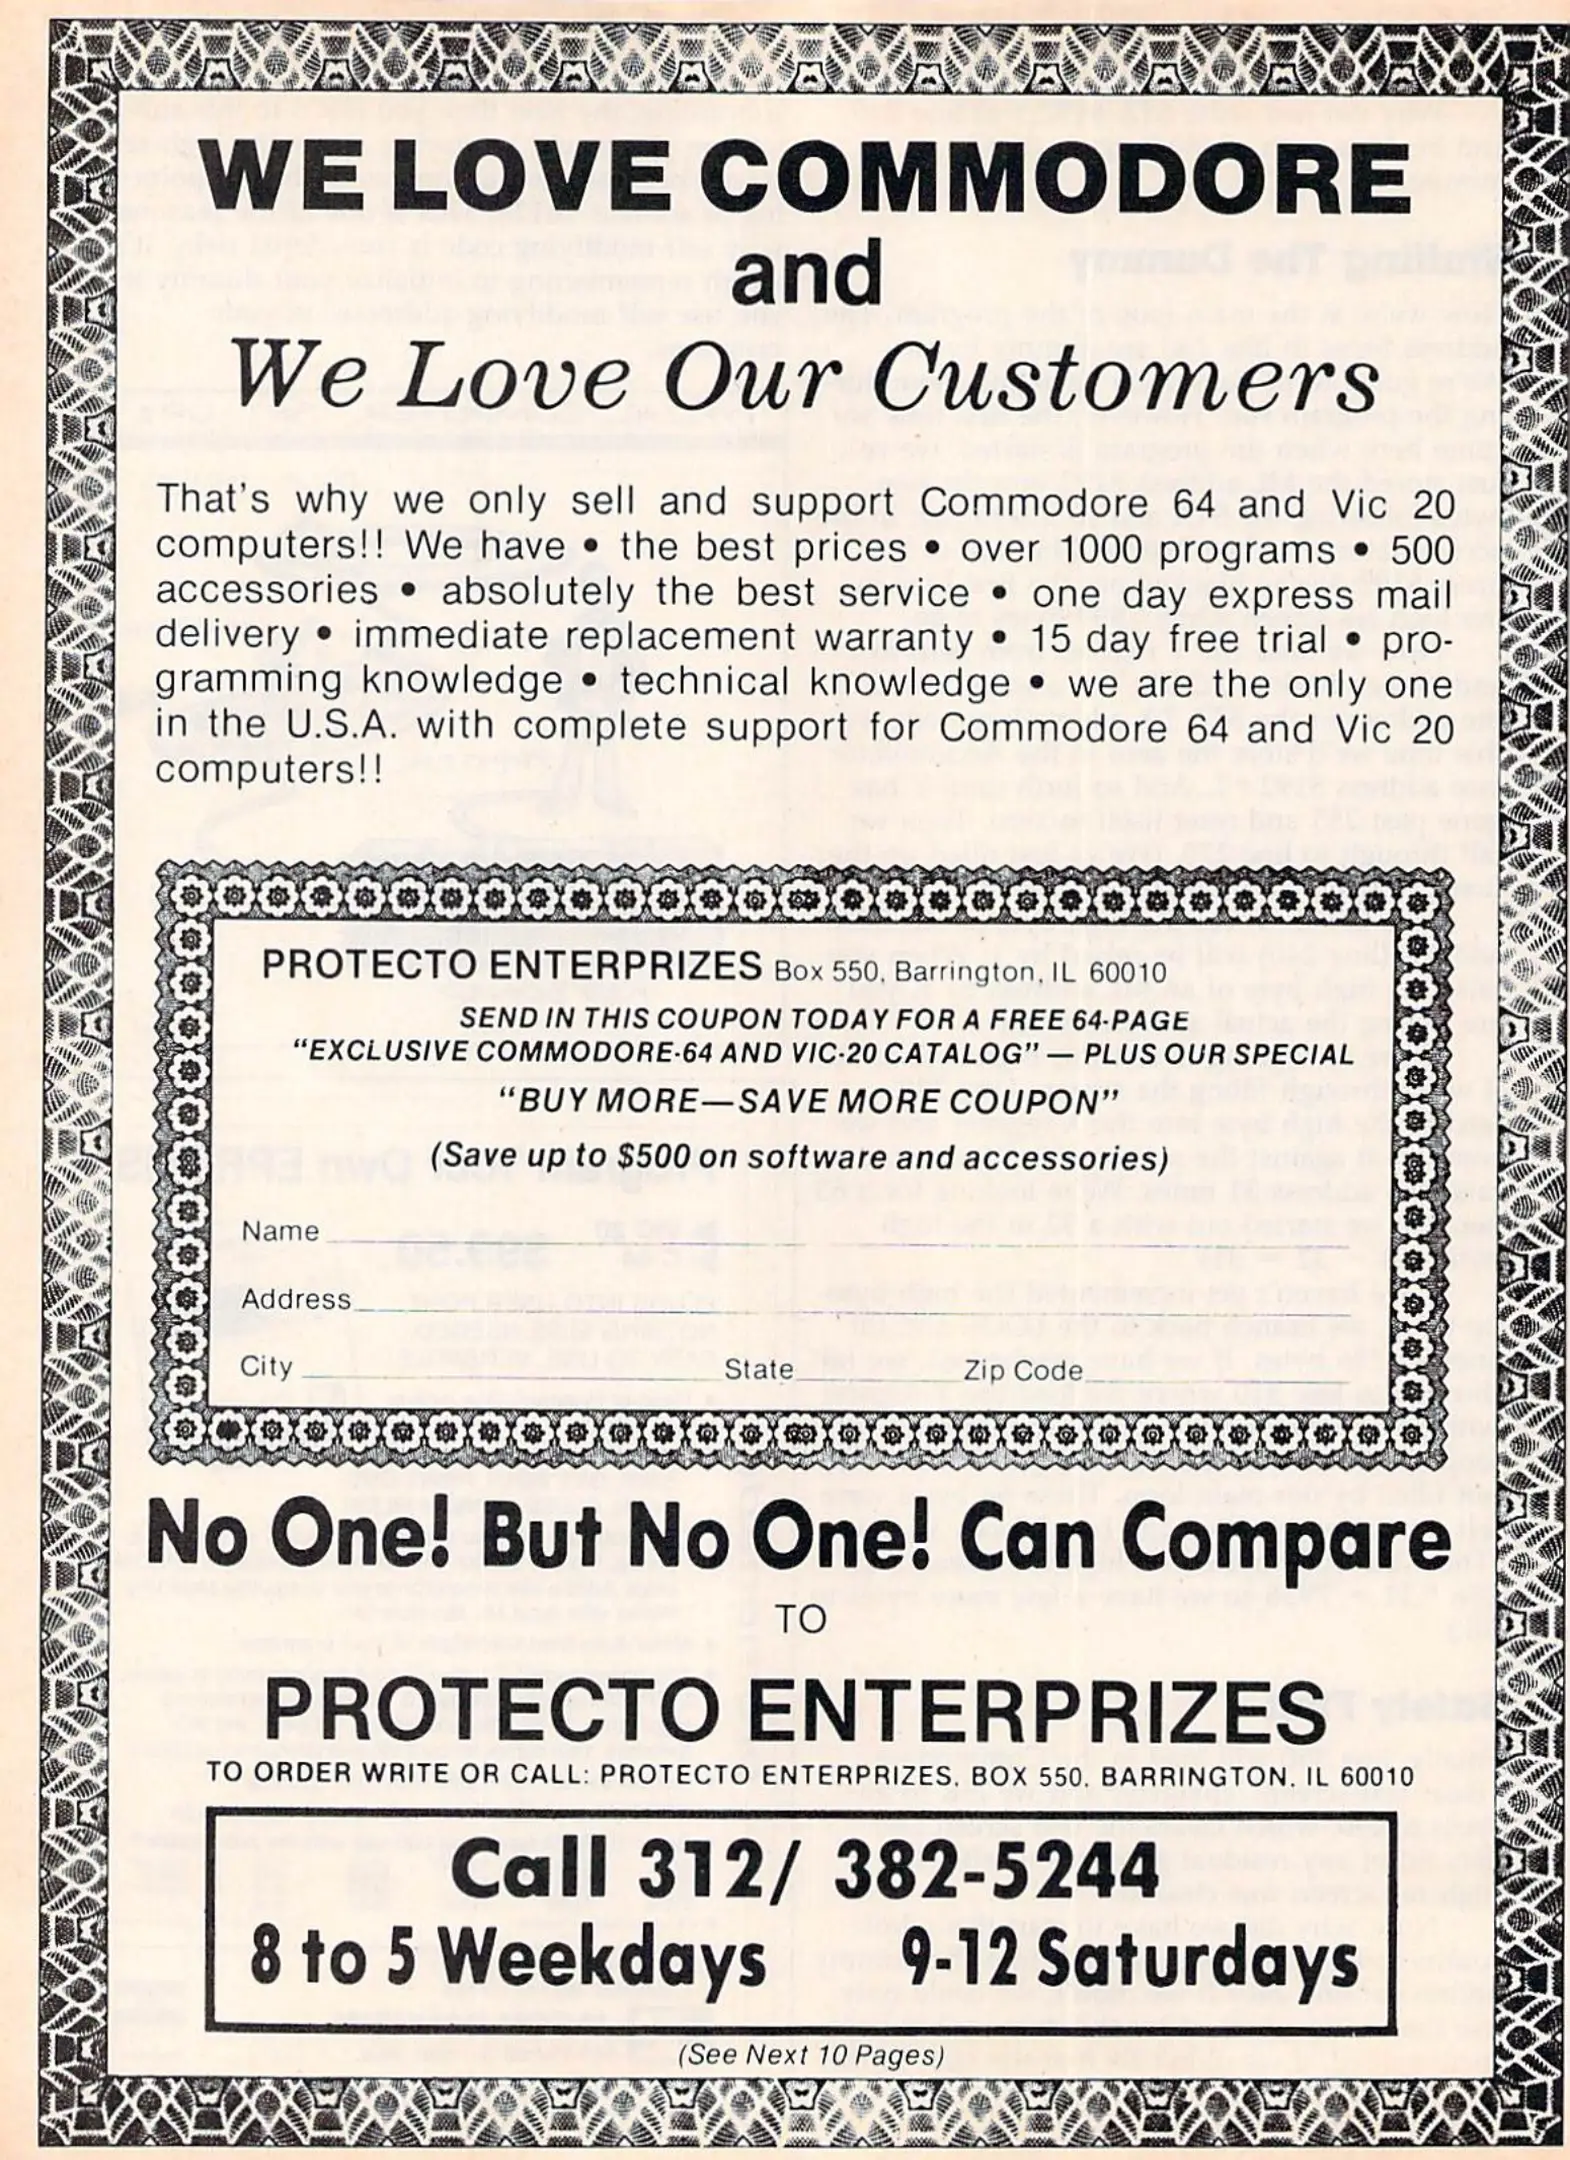 WE LOVE COMMODORE
and
We Love Our Customers
That's why we only sell and support Commodore 64 and Vic 20
computers!! We have • the best prices • over 1000 programs • 500
accessories • absolutely the best service • one day express mail
delivery • immediate replacement warranty • 15 day free trial • pro-
gramming knowledge • technical knowledge • we are the only one
in the U.S.A. with complete support for Commodore 64 and Vic 20
computers!!
PROTECTO ENTERPRIZES Box 550, Barrington, IL 60010
SEND IN THIS COUPON TODAY FOR A FREE 64-PAGE
"EXCLUSIVE COMMODORE-64 AND VIC-20 CATALOG" — PLUS OUR SPECIAL
"BUY MORE—SAVE MORE COUPON"
(Save up to $500 on software and accessories)
Name
Address
City State Zip Code
No One! But No One! Can Compare
TO
PROTECTO ENTERPRIZES
TO ORDER WRITE OR CALL: PROTECTO ENTERPRIZES. BOX 550. BARRINGTON. IL 60010
Call 312/ 382-5244
8 to 5 Weekdays 9-12 Saturdays
(See Next 10 Pages)